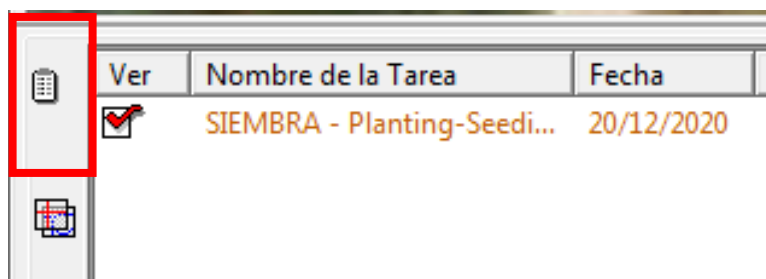 Ver Nombre de la Tarea Fecha
SIEMBRA - Planting-Seedi... 20/12/2020